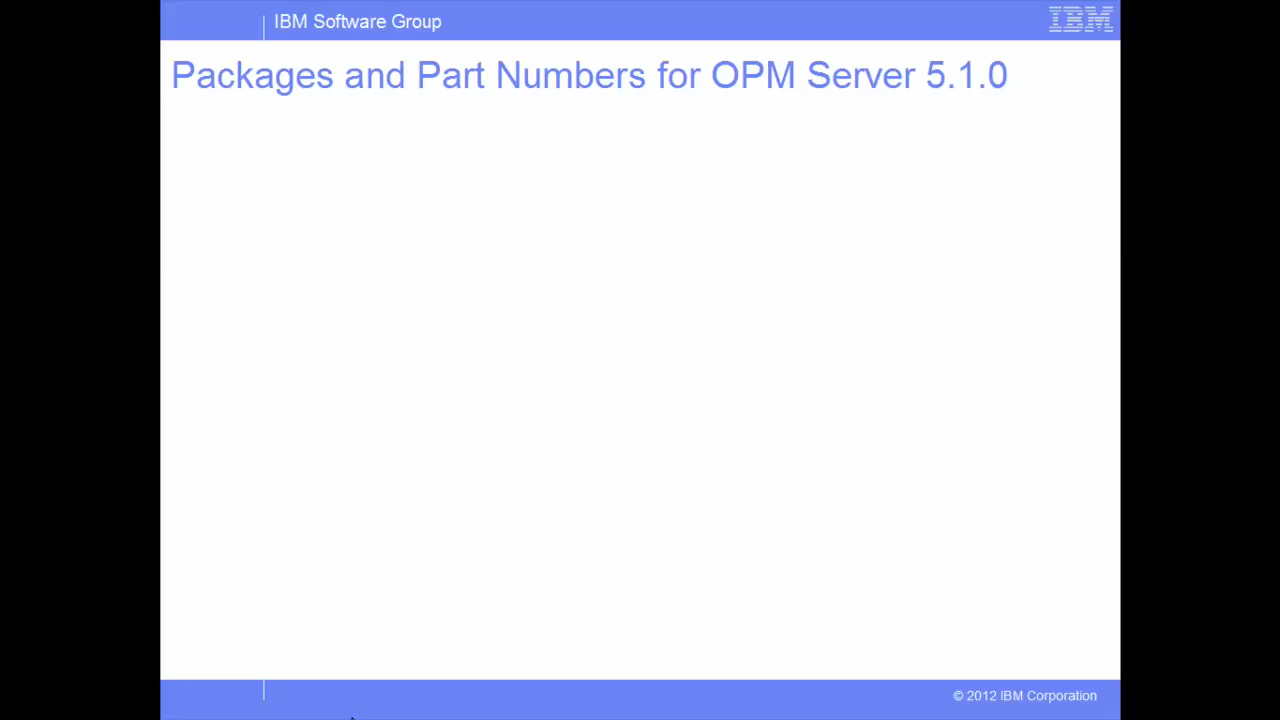 IBM Software Group
IBM
Packages and Part Numbers for OPM Server 5.1.0
© 2012 IBM Corporation